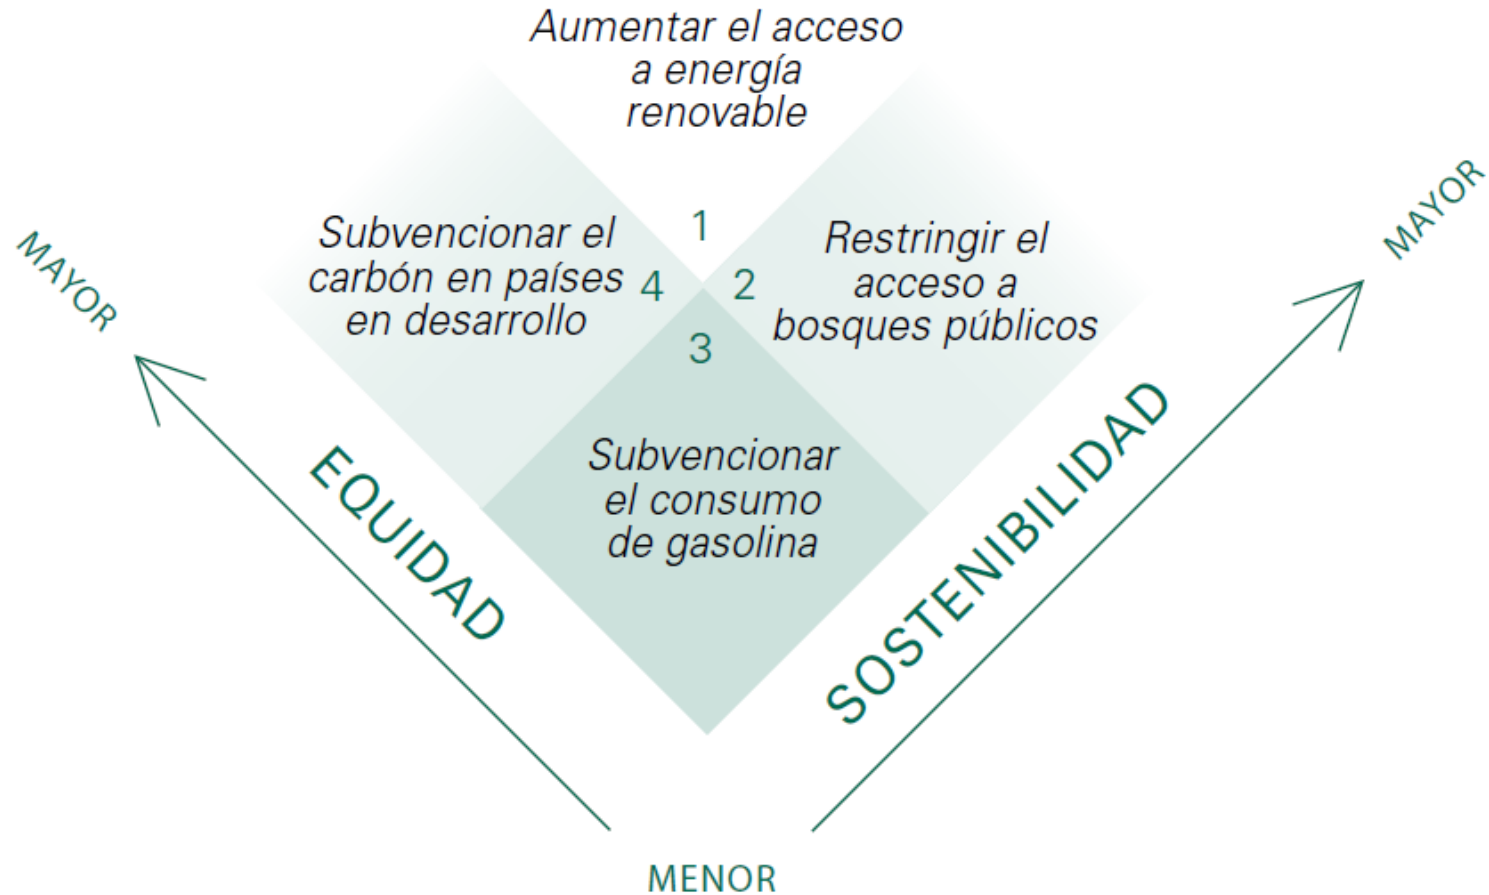 Aumentar el acceso
a energía
renovable
MAYOR
MAYOR
1
Subvencionar el
carbón en países
en desarrollo
4
2
Restringir el
acceso a
bosques públicos
3
Subvencionar
el consumo
de gasolina
EQUIDAD
SOSTENIBILIDAD
MENOR